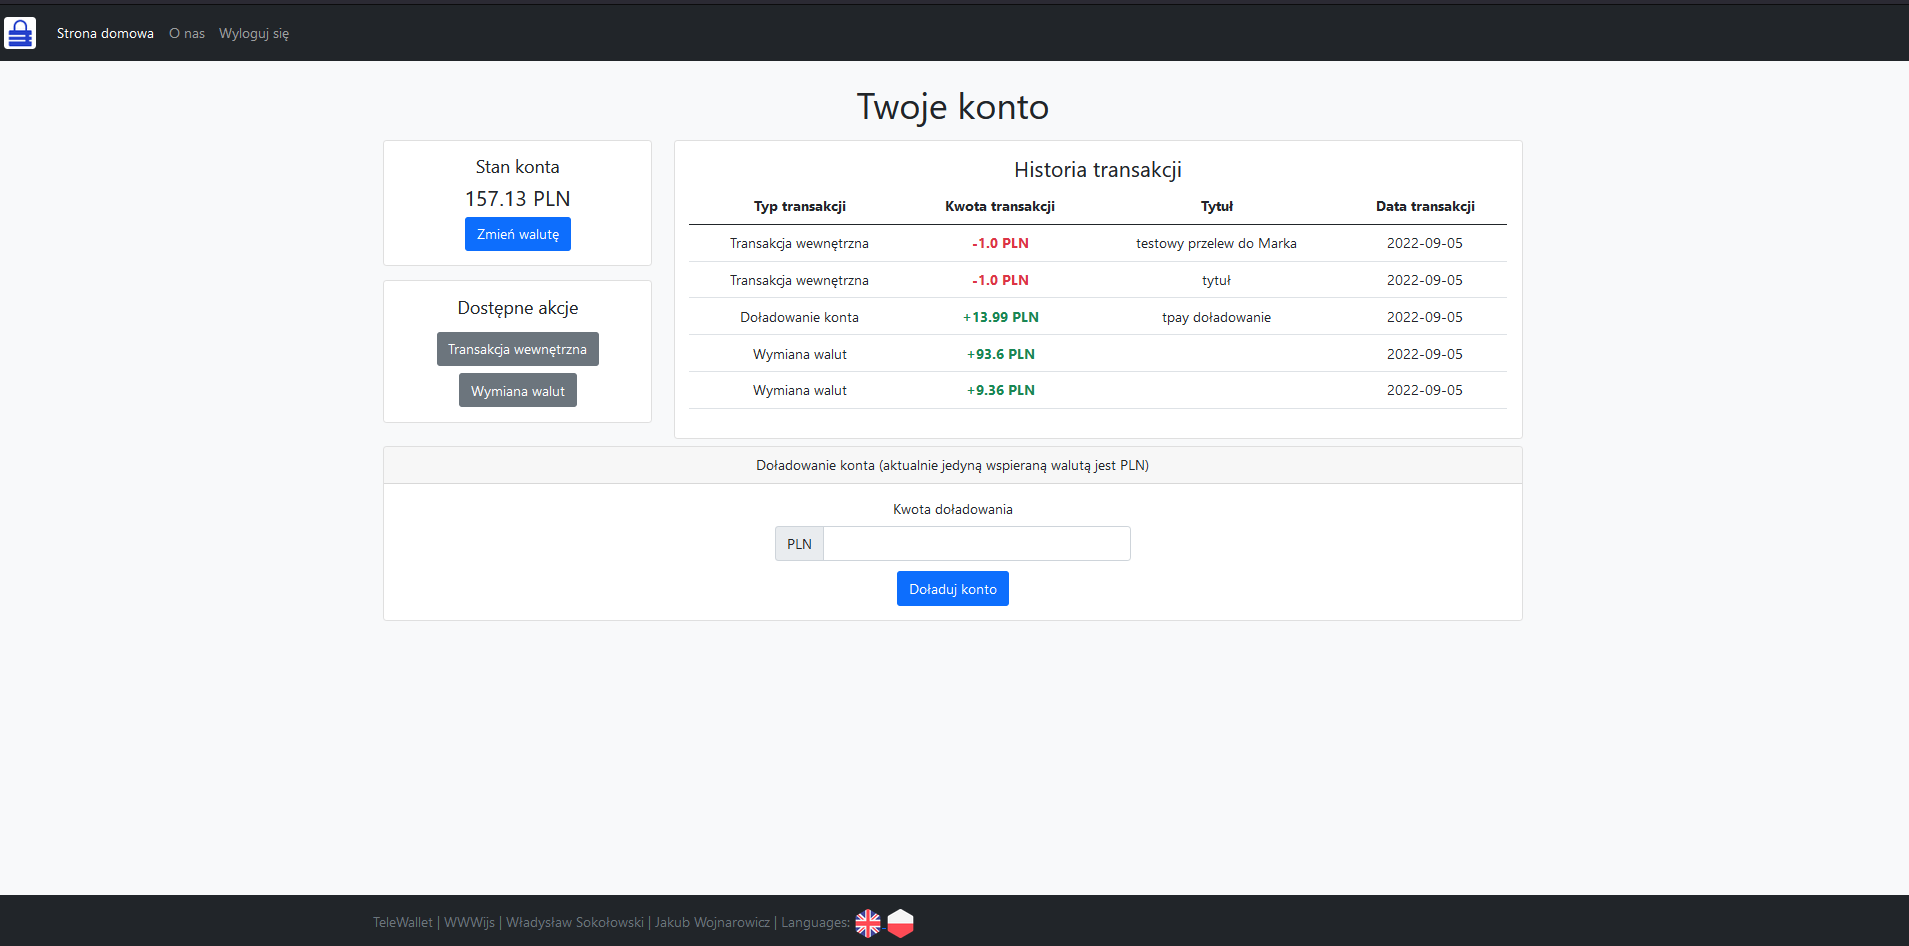 Strona domowa O nas Wyloguj się
Twoje konto
Stan konta
157.13 PLN
Zmień walutę
Dostępne akcje
Transakcja wewnętrzna
Wymiana walut
Historia transakcji
Typ transakcji Kwota transakcji Tytuł Data transakcji
Transakcja wewnętrzna -1.0 PLN testowy przelew do Marka 2022-09-05
Transakcja wewnętrzna -1.0 PLN tytuł 2022-09-05
Doładowanie konta +13.99 PLN tpay doładowanie 2022-09-05
Wymiana walut +93.6 PLN 2022-09-05
Wymiana walut +9.36 PLN 2022-09-05
Doładowanie konta (aktualnie jedyną wspieraną walutą jest PLN)
Kwota doładowania
PLN
Doładuj konto
TeleWallet | WWWijs | Władysław Sokołowski | Jakub Wojnarowicz | Languages: